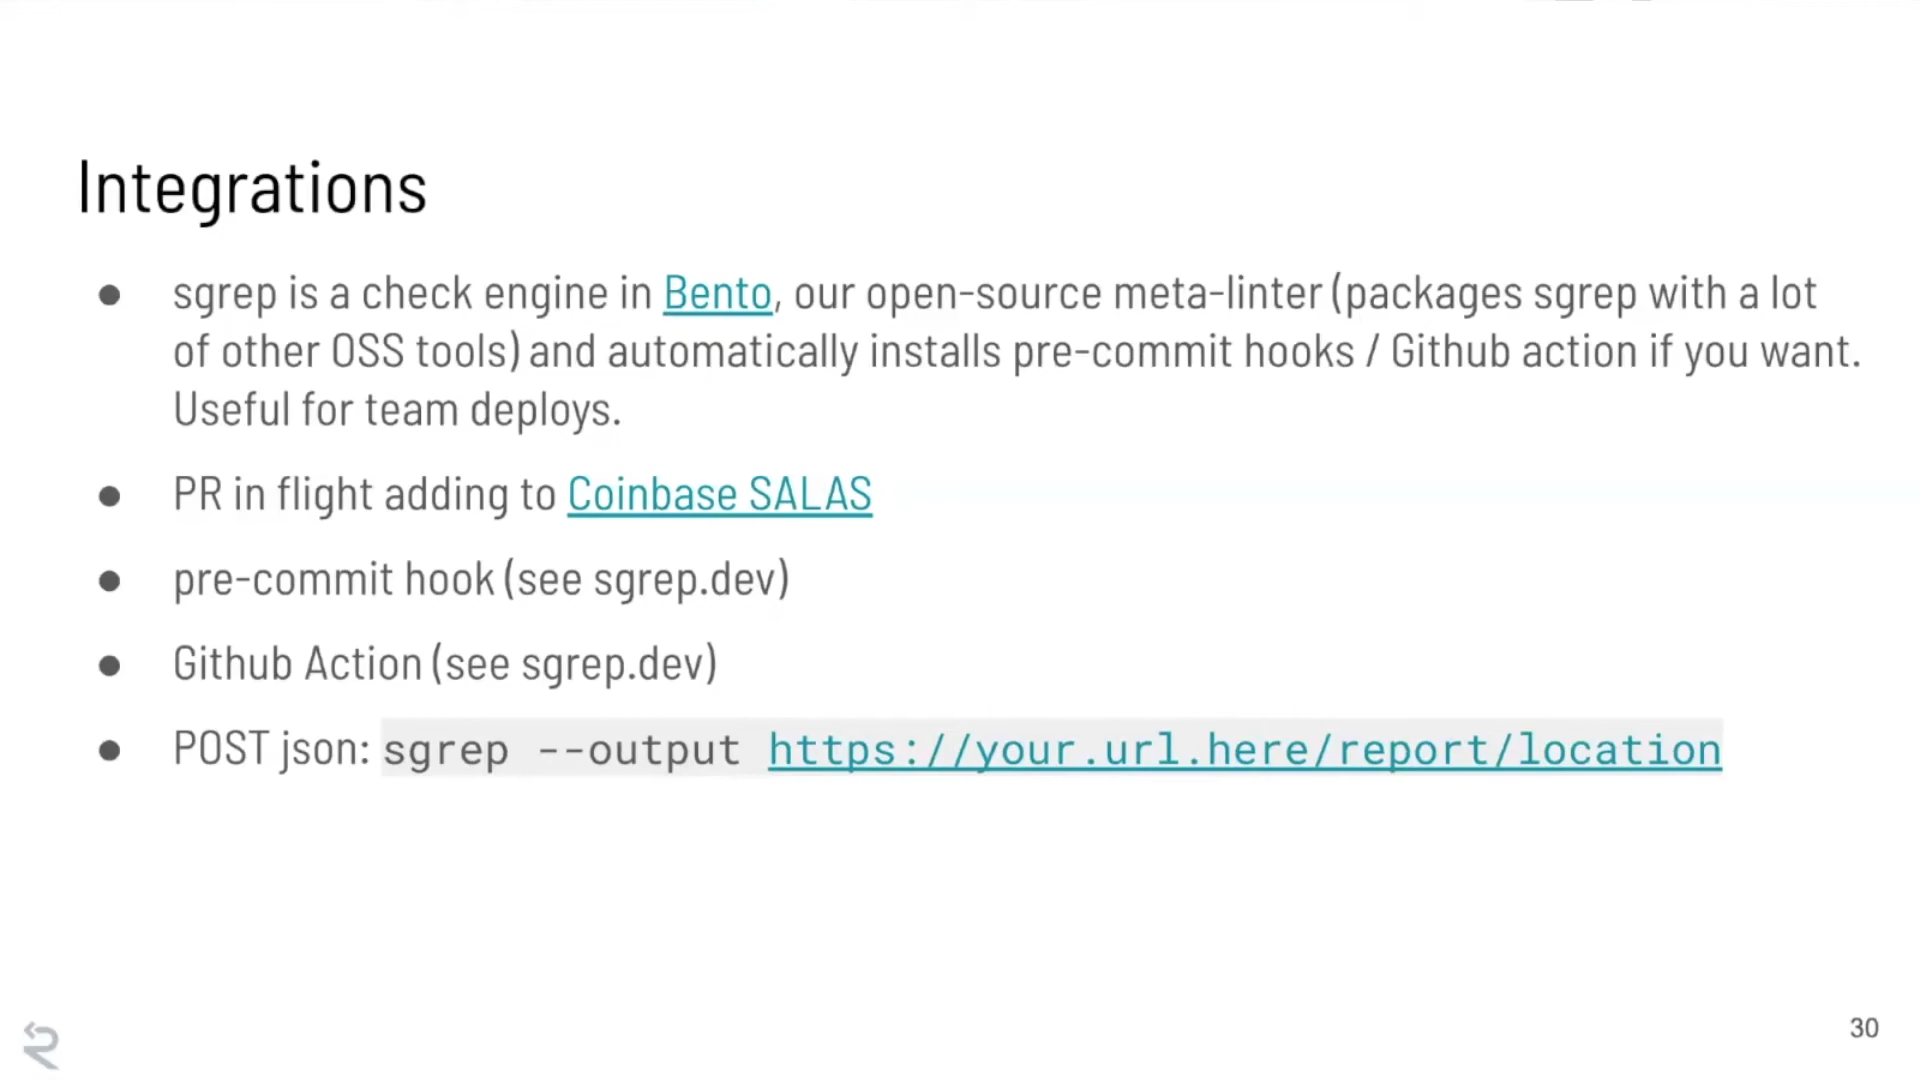 Integrations
● sgrep is a check engine in Bento, our open-source meta-linter (packages sgrep with a lot
of other OSS tools) and automatically installs pre-commit hooks / Github action if you want.
Useful for team deploys.
● PR in flight adding to Coinbase SALAS
● pre-commit hook (see sgrep.dev)
● Github Action (see sgrep.dev)
● POST json: sgrep --output https://your.url.here/report/location
30